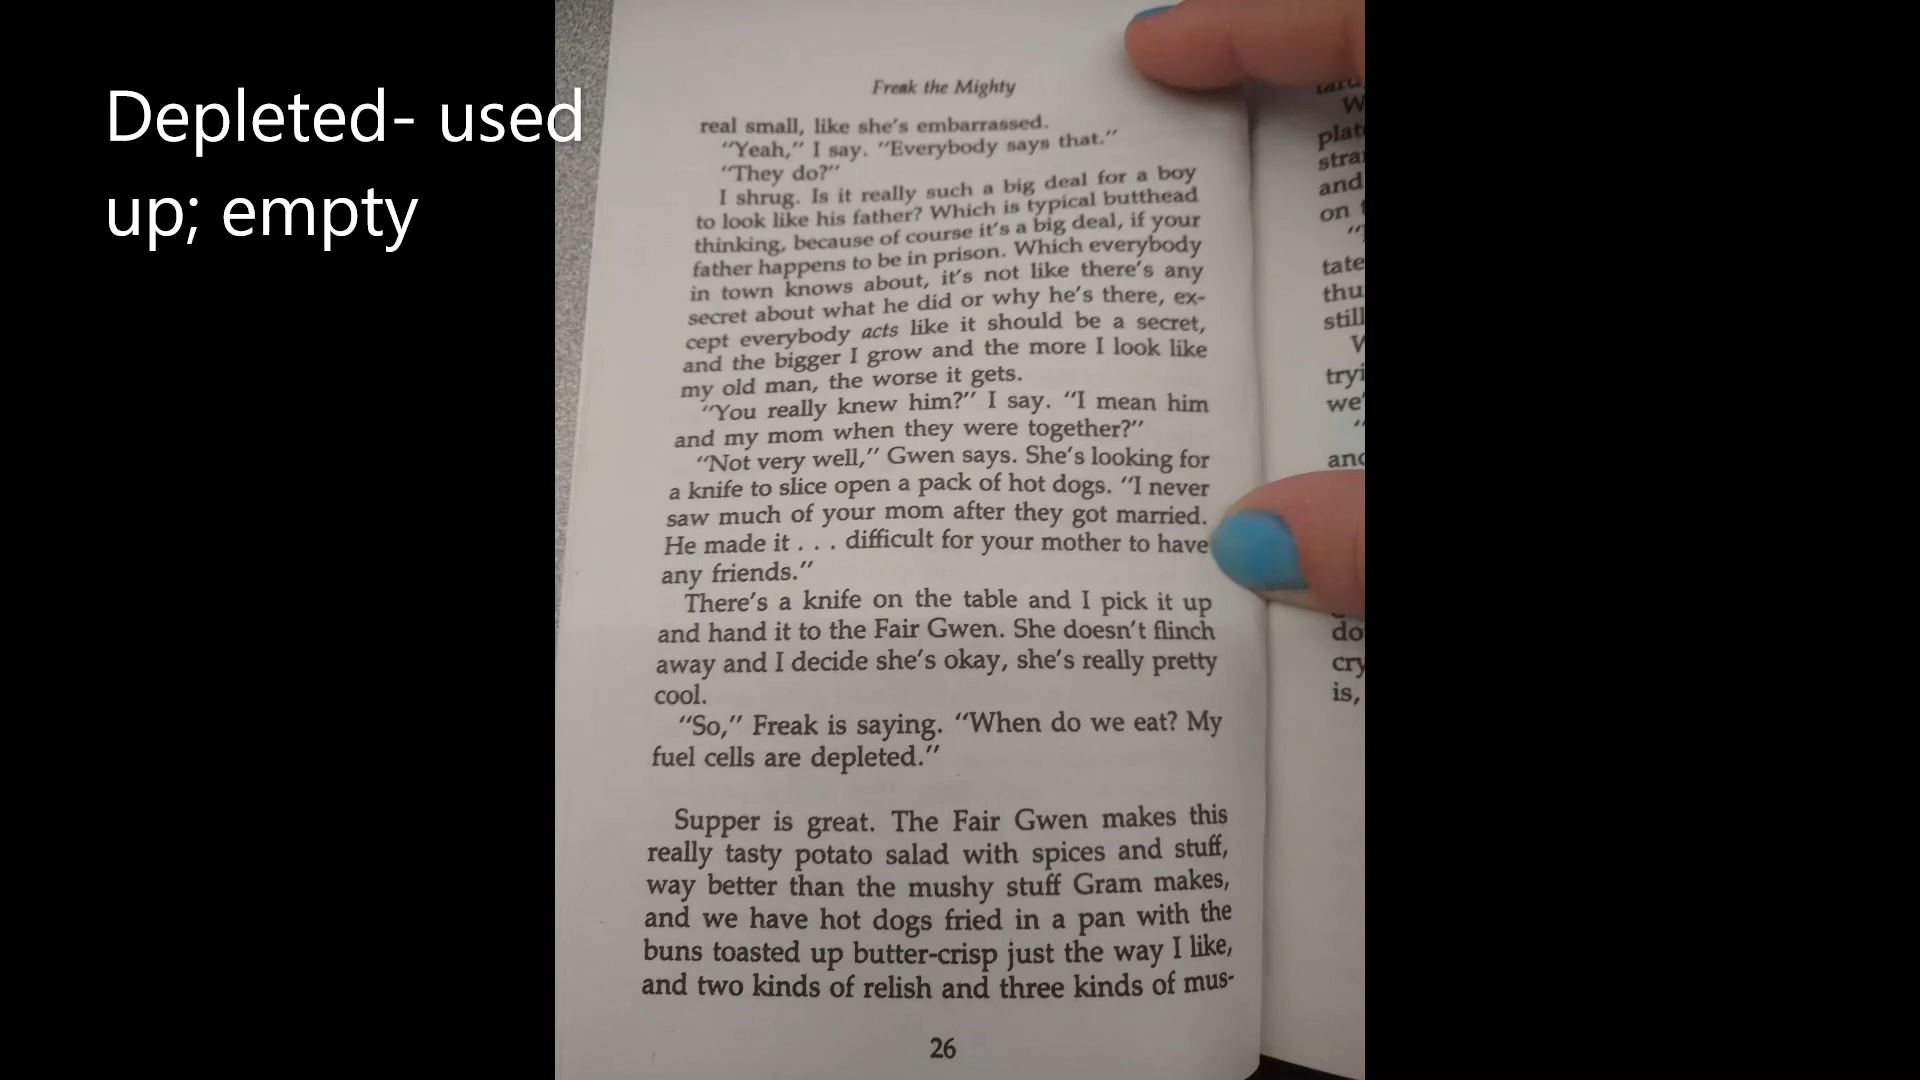 Depleted- used
up; empty
Freak the Mighty
real small, like she's embarrassed.
"Yeah," I say. "Everybody says that."
"They do?"
I shrug. Is it really such a big deal for a boy
to look like his father? Which is typical butthead
thinking, because of course it's a big deal, if your
father happens to be in prison. Which everybody
in town knows about, it's not like there's any
secret about what he did or why he's there, ex-
cept everybody acts like it should be a secret,
and the bigger I grow and the more I look like
my old man, the worse it gets.
"You really knew him?" I say. "I mean him
and my mom when they were together?"
"Not very well," Gwen says. She's looking for
a knife to slice open a pack of hot dogs. "I never
saw much of your mom after they got married.
He made it . . . difficult for your mother to have
any friends."
There's a knife on the table and I pick it up
and hand it to the Fair Gwen. She doesn't flinch
away and I decide she's okay, she's really pretty
cool.
"So," Freak is saying. "When do we eat? My
fuel cells are depleted."
Supper is great. The Fair Gwen makes this
really tasty potato salad with spices and stuff,
way better than the mushy stuff Gram makes,
and we have hot dogs fried in a pan with the
buns toasted up butter-crisp just the way I like,
and two kinds of relish and three kinds of mus-
26
and
on
tate
thu
still
tryi
we'
do
cry
is,